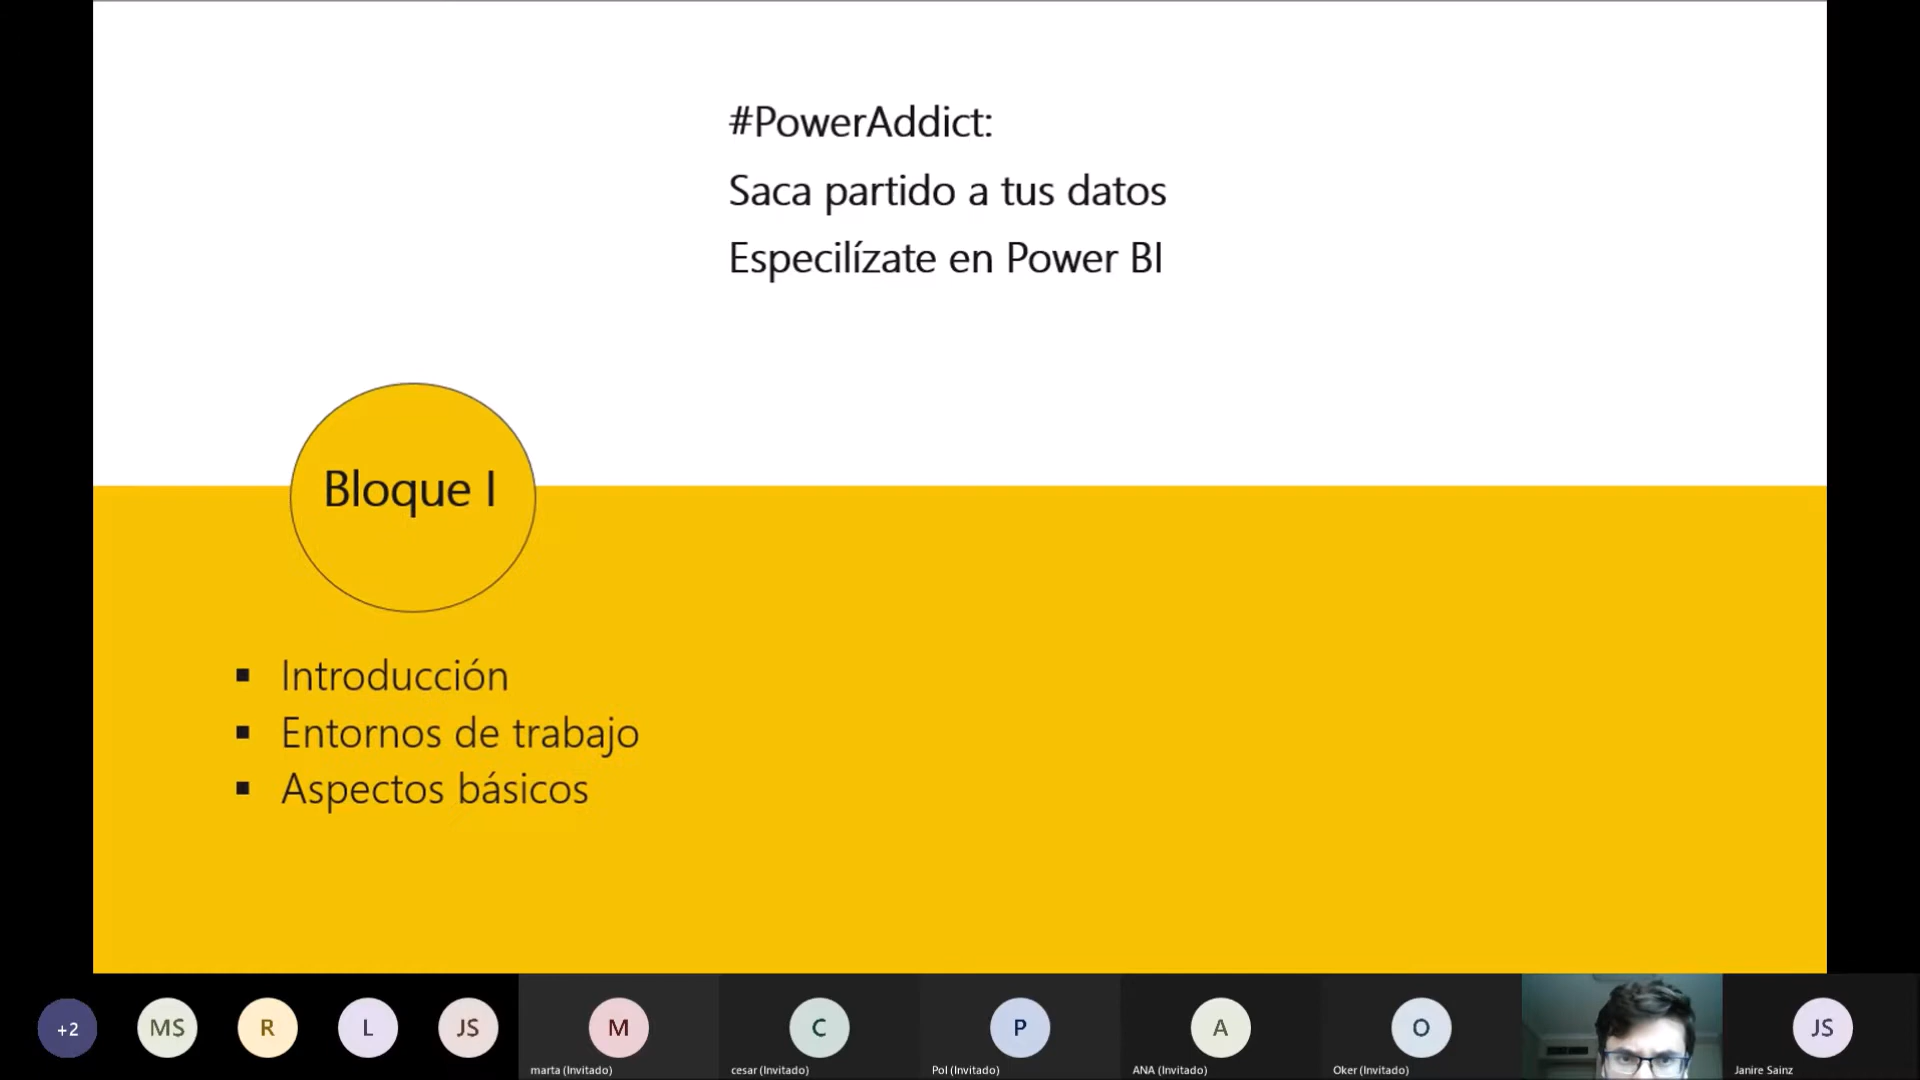 #PowerAddict:
Saca partido a tus datos
Especilízate en Power BI
Bloque I
▪ Introducción
▪ Entornos de trabajo
▪ Aspectos básicos
+2
MS
R
L
JS
M
C
P
A
O
JS
marta (Invitado)
cesar (Invitado)
Pol (Invitado)
ANA (Invitado)
Oker (Invitado)
Janire Sainz